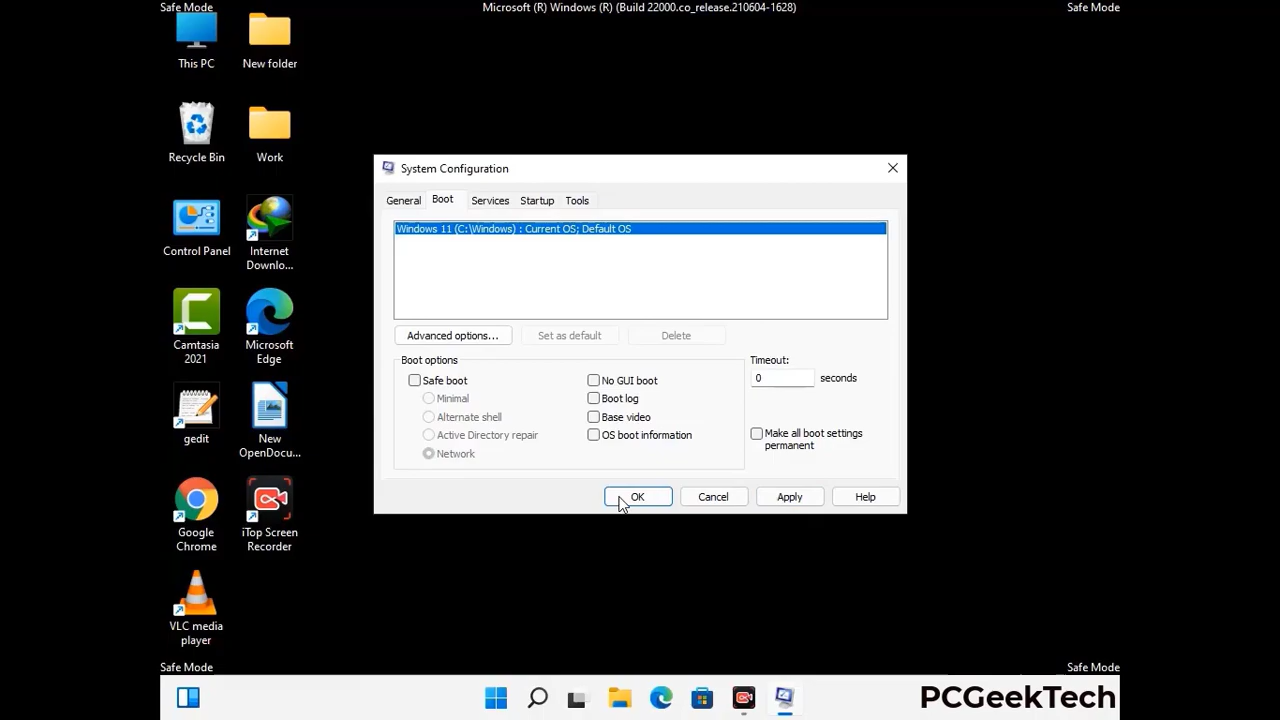 Safe Mode
Microsoft (R) Windows (R) (Build 22000.co_release.210604-1628)
Safe Mode
This PC
New folder
Recycle Bin
Work
Control Panel
Internet
Downlo...
Camtasia
2021
Microsoft
Edge
gedit
New
OpenDocu...
Google
Chrome
iTop Screen
Recorder
VLC media
player
System Configuration
General
Boot
Services
Startup
Tools
Windows 11 (C:\Windows) : Current OS; Default OS
Advanced options...
Set as default
Delete
Boot options
Safe boot
Minimal
Alternate shell
Active Directory repair
Network
No GUI boot
Boot log
Base video
OS boot information
Timeout:
0 seconds
Make all boot settings
permanent
OK
Cancel
Apply
Help
Safe Mode
Safe Mode
PCGeekTech